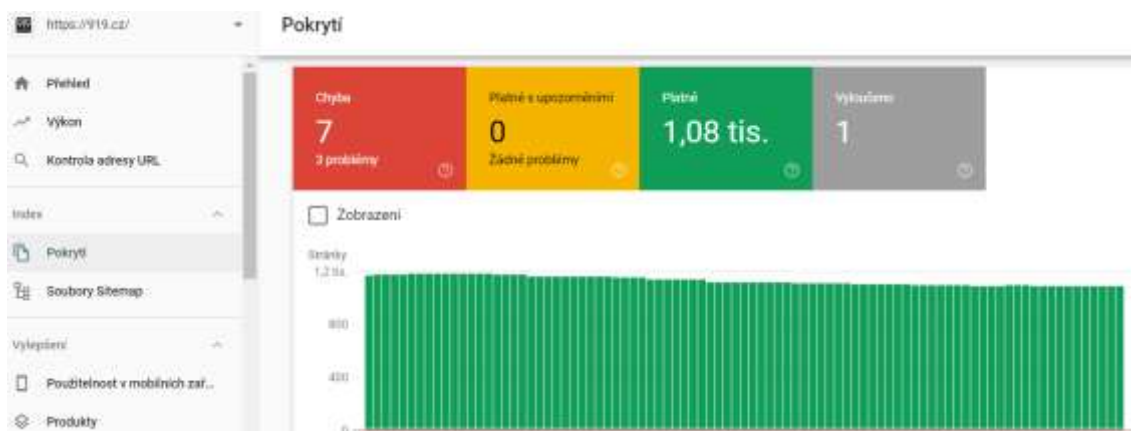 https://919.cz/
Pokrytí
Přehled
Výkon
Kontrola adresy URL
Index
Pokrytí
Soubory Sitemap
Vylepšení
Použitelnost v mobilních zař...
Produkty
Chyba
7
3 problémy
Platné s upozorněními
0
Žádné problémy
Platné
1,08 tis.
Vyloučeno
1
Zobrazení
Stránky
1,2 tis.
800
400
0